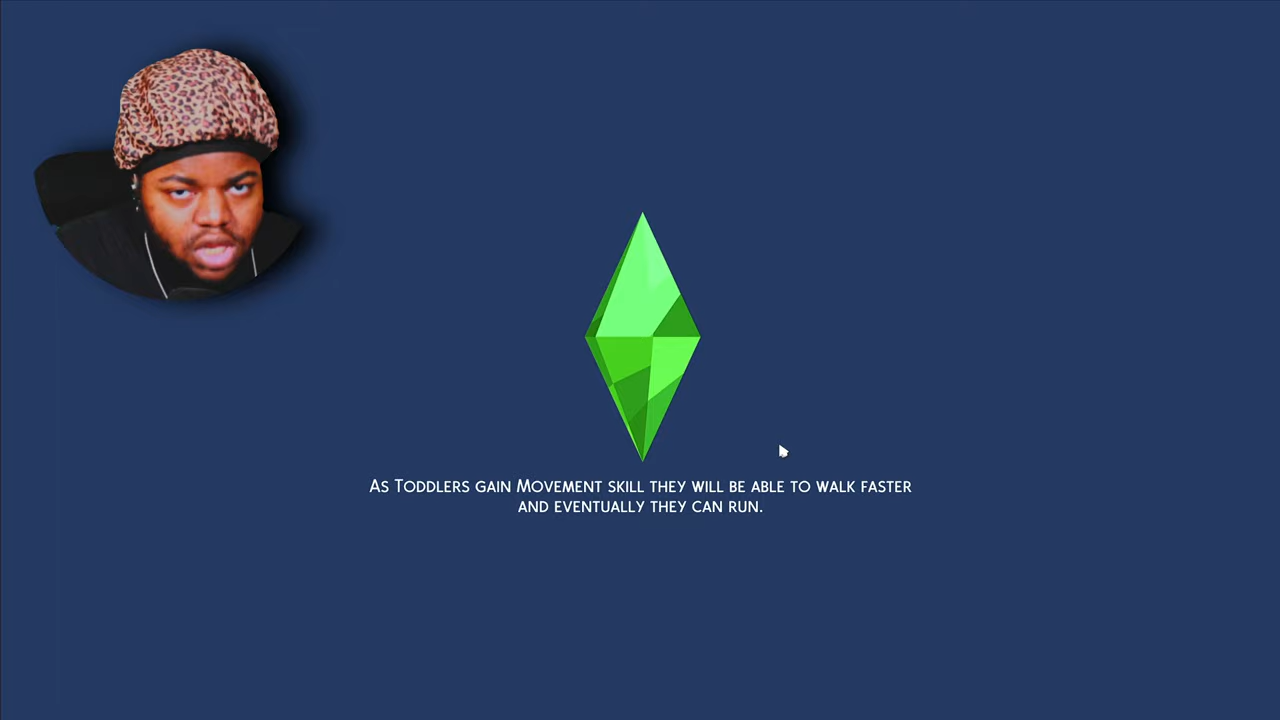 As Toddlers gain Movement skill they will be able to walk faster
and eventually they can run.